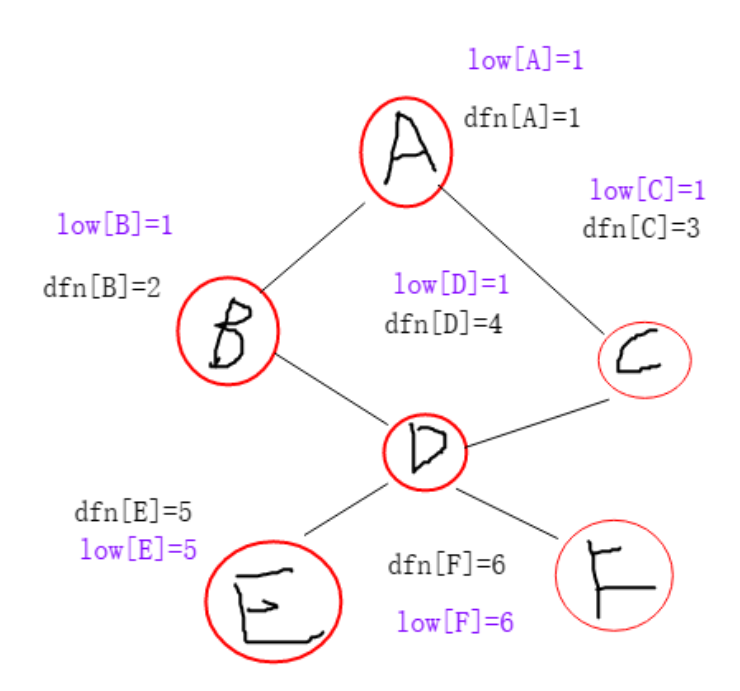 low[A]=1
dfn[A]=1
A
low[C]=1
dfn[C]=3
low[B]=1
dfn[B]=2
low[D]=1
dfn[D]=4
B
C
D
dfn[E]=5
low[E]=5
dfn[F]=6
low[F]=6
E
F